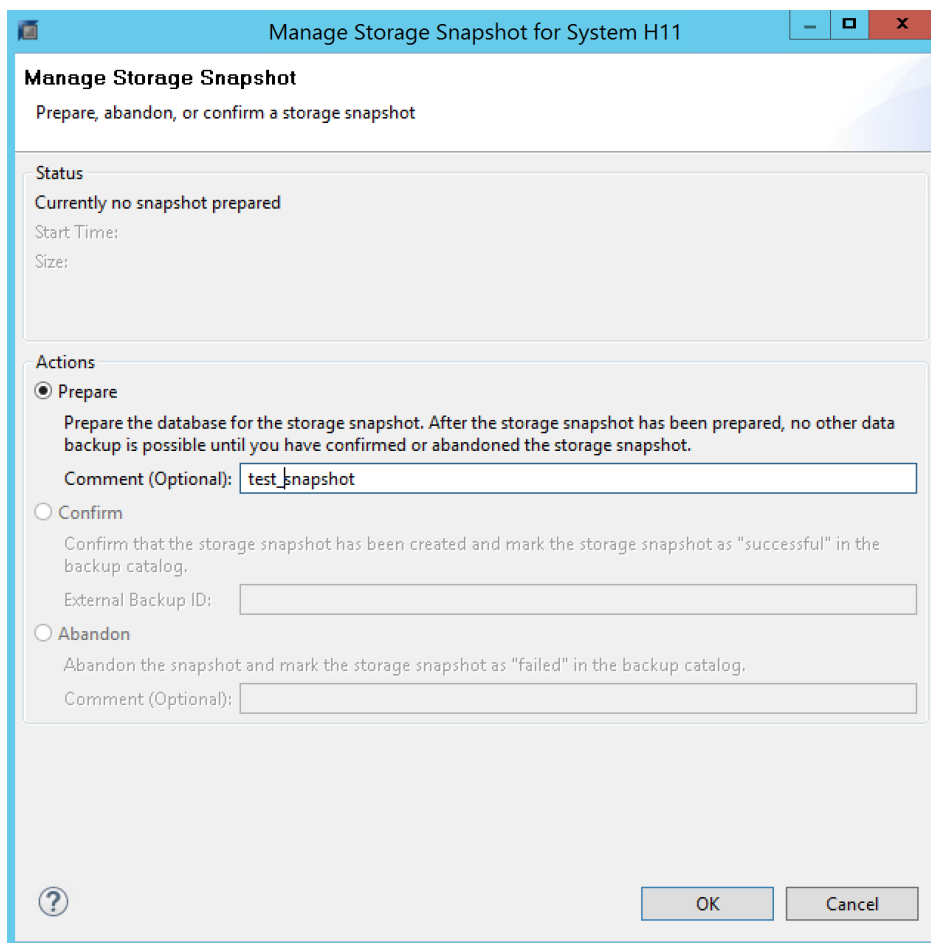 Manage Storage Snapshot for System H11
Manage Storage Snapshot
Prepare, abandon, or confirm a storage snapshot
Status
Currently no snapshot prepared
Start Time:
Size:
Actions
Prepare
Prepare the database for the storage snapshot. After the storage snapshot has been prepared, no other data
backup is possible until you have confirmed or abandoned the storage snapshot.
Comment (Optional): test_snapshot
Confirm
Confirm that the storage snapshot has been created and mark the storage snapshot as "successful" in the
backup catalog.
External Backup ID:
Abandon
Abandon the snapshot and mark the storage snapshot as "failed" in the backup catalog.
Comment (Optional):
OK Cancel